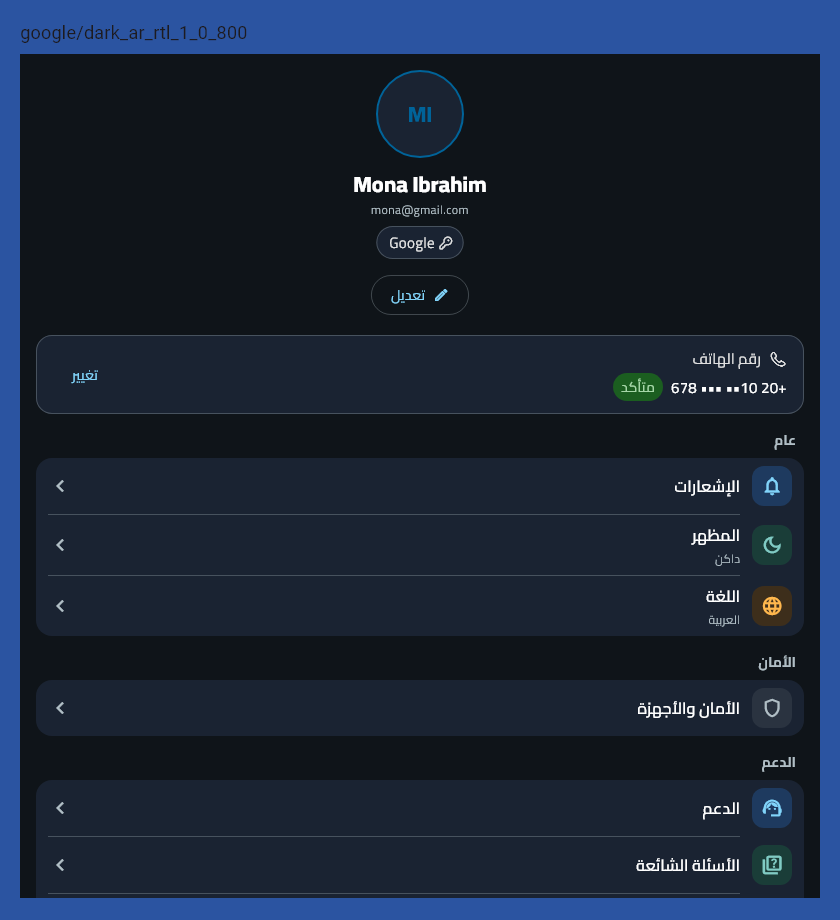 google/dark_ar_rtl_1_0_800
MI
Mona Ibrahim
mona@gmail.com
Google
تعديل
رقم الهاتف
+20 10•• ••• 678 متأكد
تغيير
عام
الإشعارات
المظهر
داكن
اللغة
العربية
الأمان
الأمان والأجهزة
الدعم
الدعم
الأسئلة الشائعة